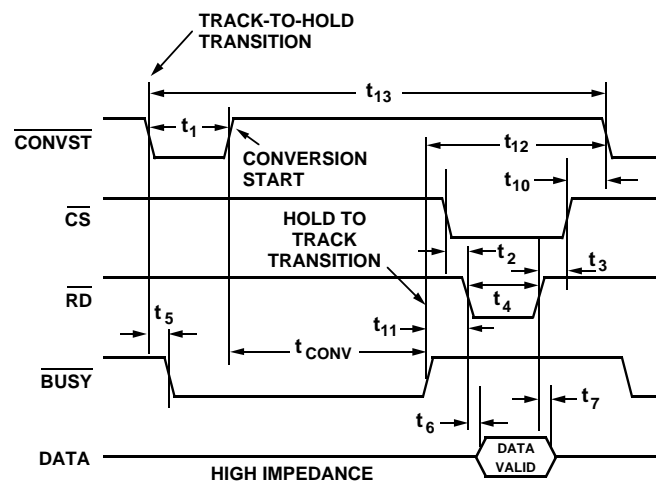 TRACK-TO-HOLD
TRANSITION
t13
t1
CONVST
t12
CONVERSION
START
t10
CS
HOLD TO
TRACK
TRANSITION
t2
t3
RD
t4
t5
t11
tCONV
BUSY
t6
t7
DATA
DATA
VALID
HIGH IMPEDANCE